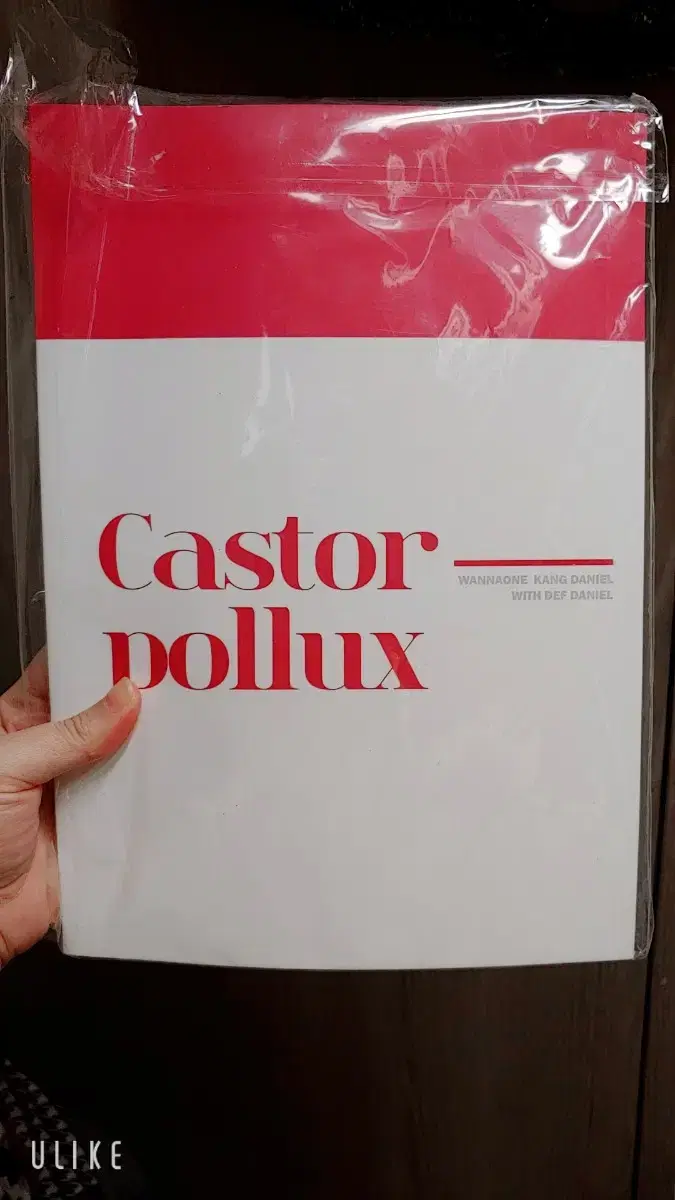 Castor
pollux
WANNAONE KANG DANIEL
WITH DEF DANIEL
ULIKE